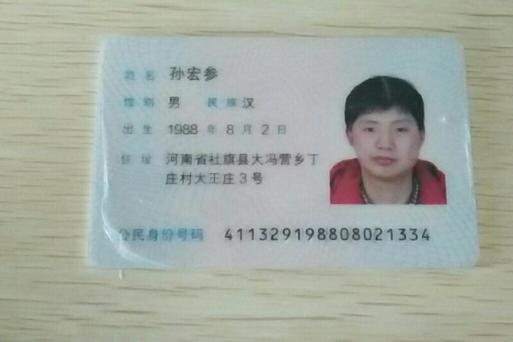 姓名 孙宏参
性别 男 民族 汉
出生 1988 年 8 月 2 日
住址 河南省社旗县大冯营乡丁
庄村大王庄3号
公民身份号码 411329198808021334